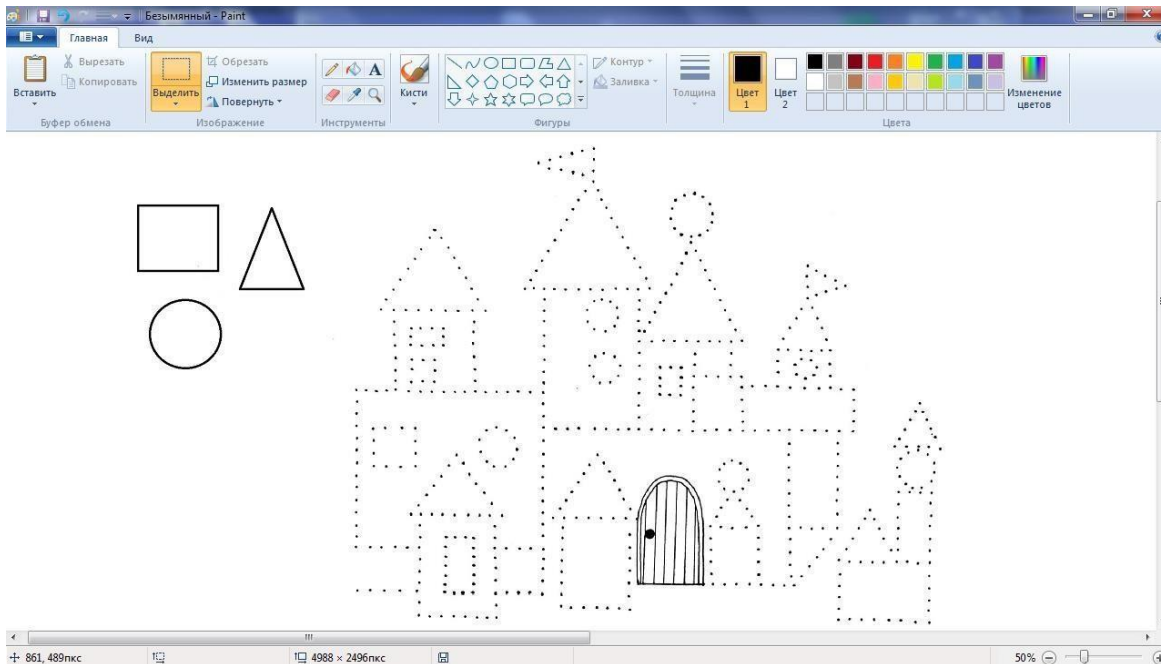 Безымянный - Paint
Главная Вид
Вставить
Вырезать
Копировать
Буфер обмена
Выделить
Обрезать
Изменить размер
Повернуть
Изображение
A
Инструменты
Кисти
Контур
Заливка
Фигуры
Толщина
Цвет 1
Цвет 2
Изменение цветов
Цвета
861, 489пкс
4988 × 2496пкс
50%